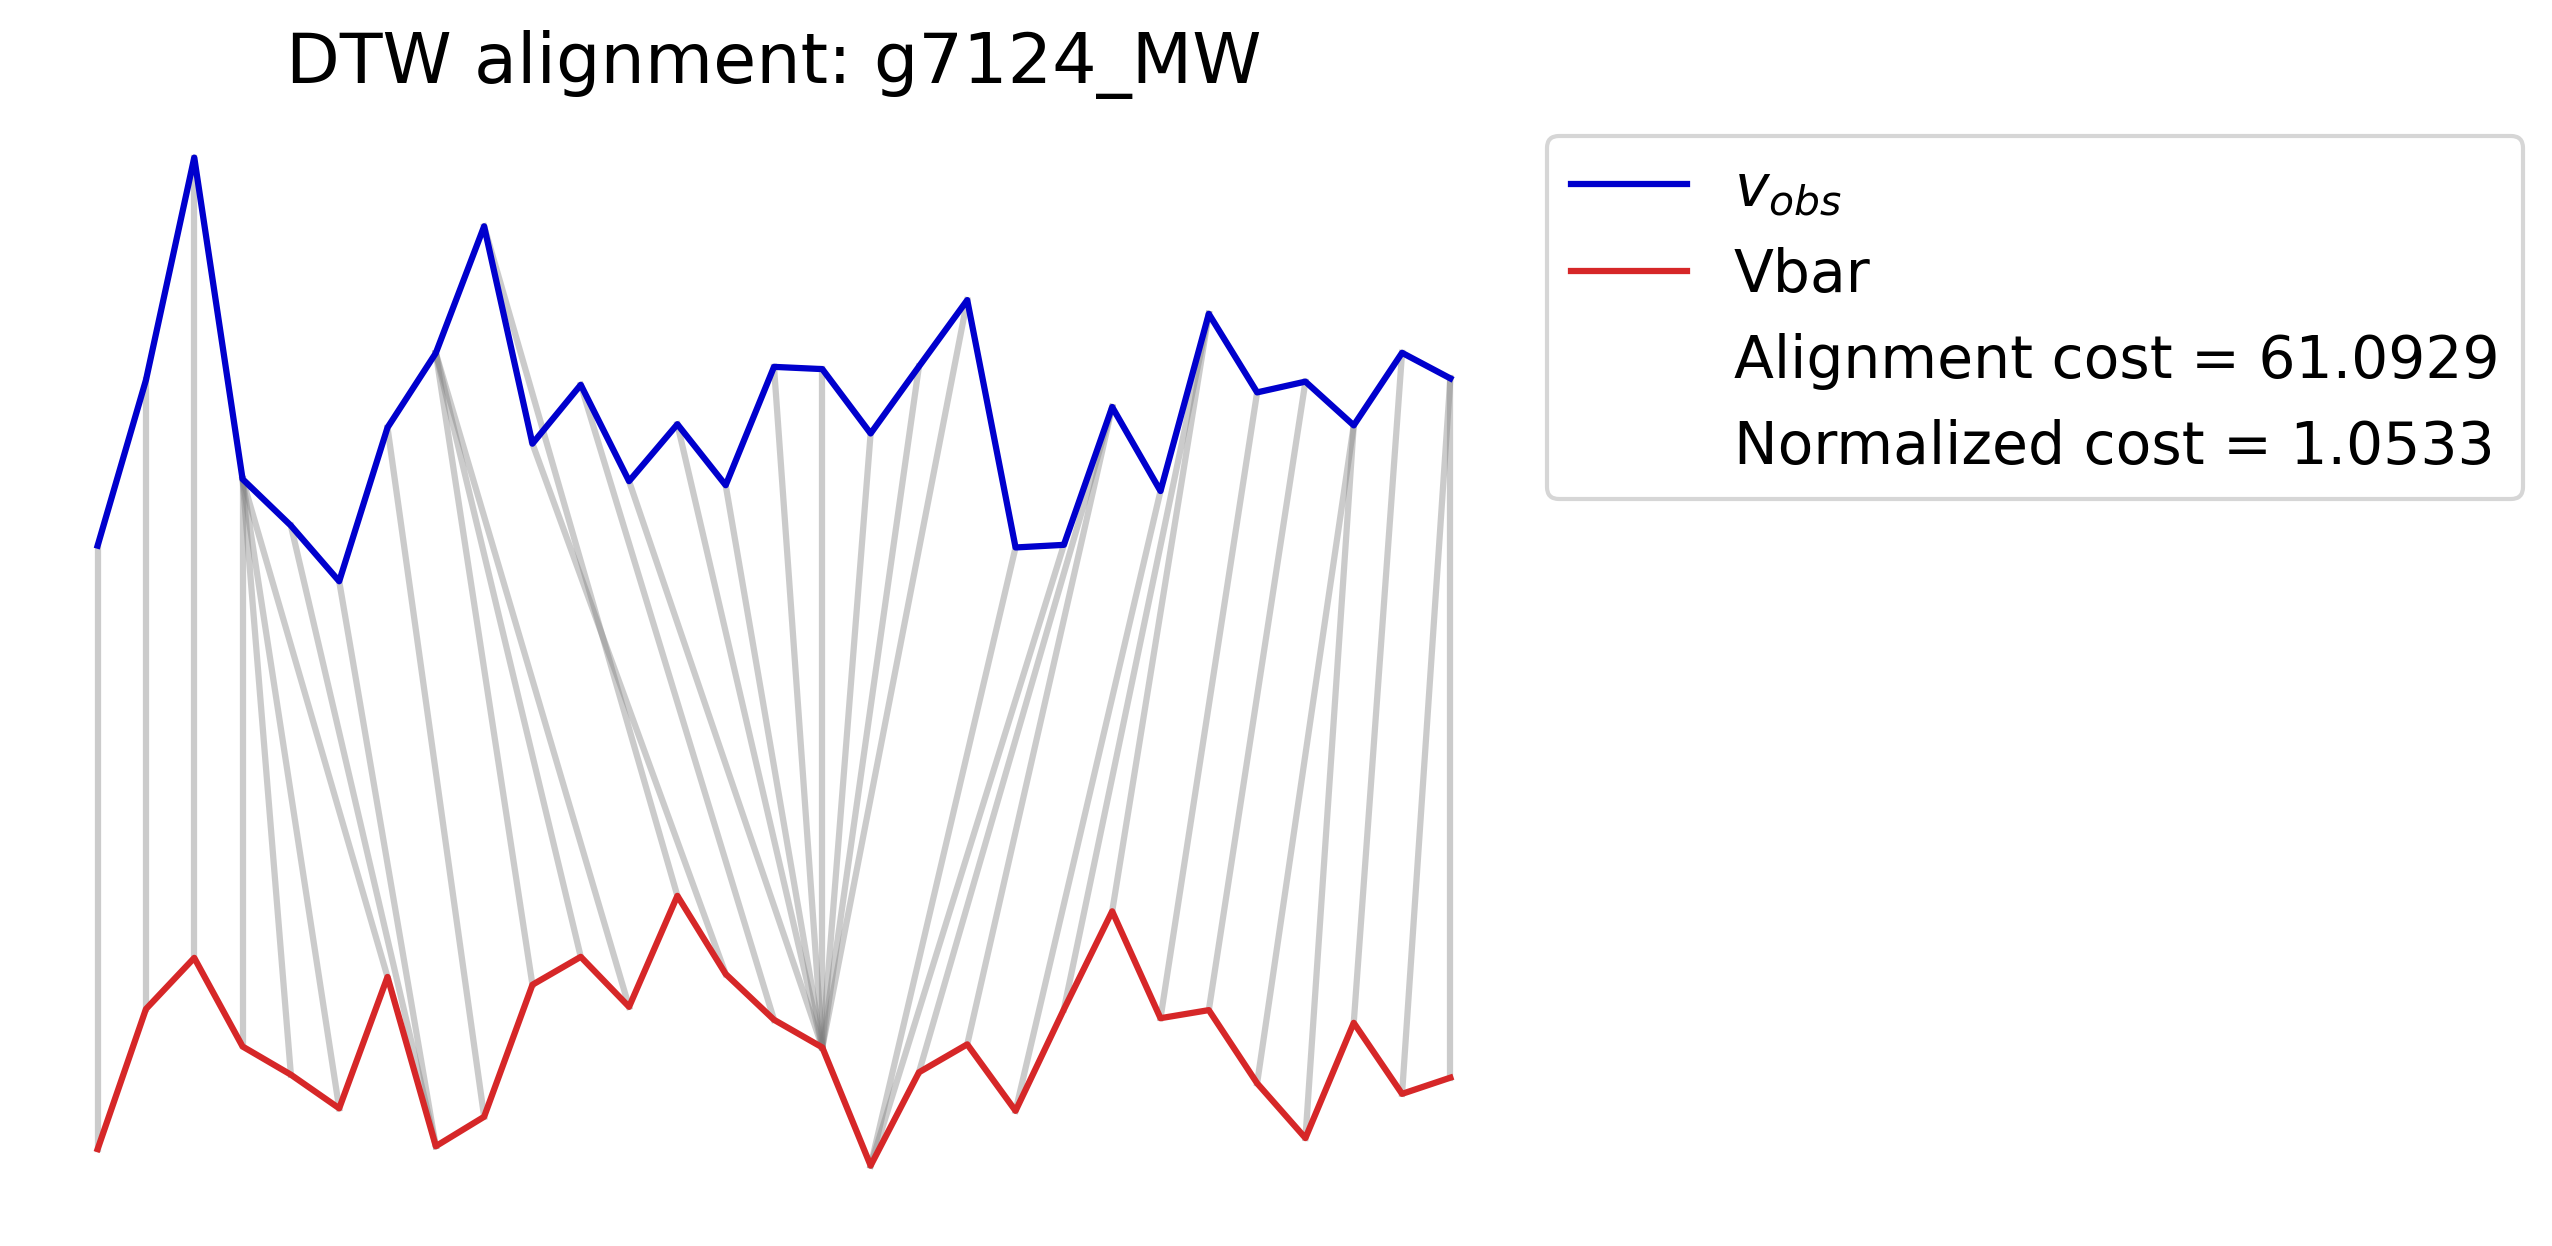 DTW alignment: g7124_MW
v_obs
Vbar
Alignment cost = 61.0929
Normalized cost = 1.0533